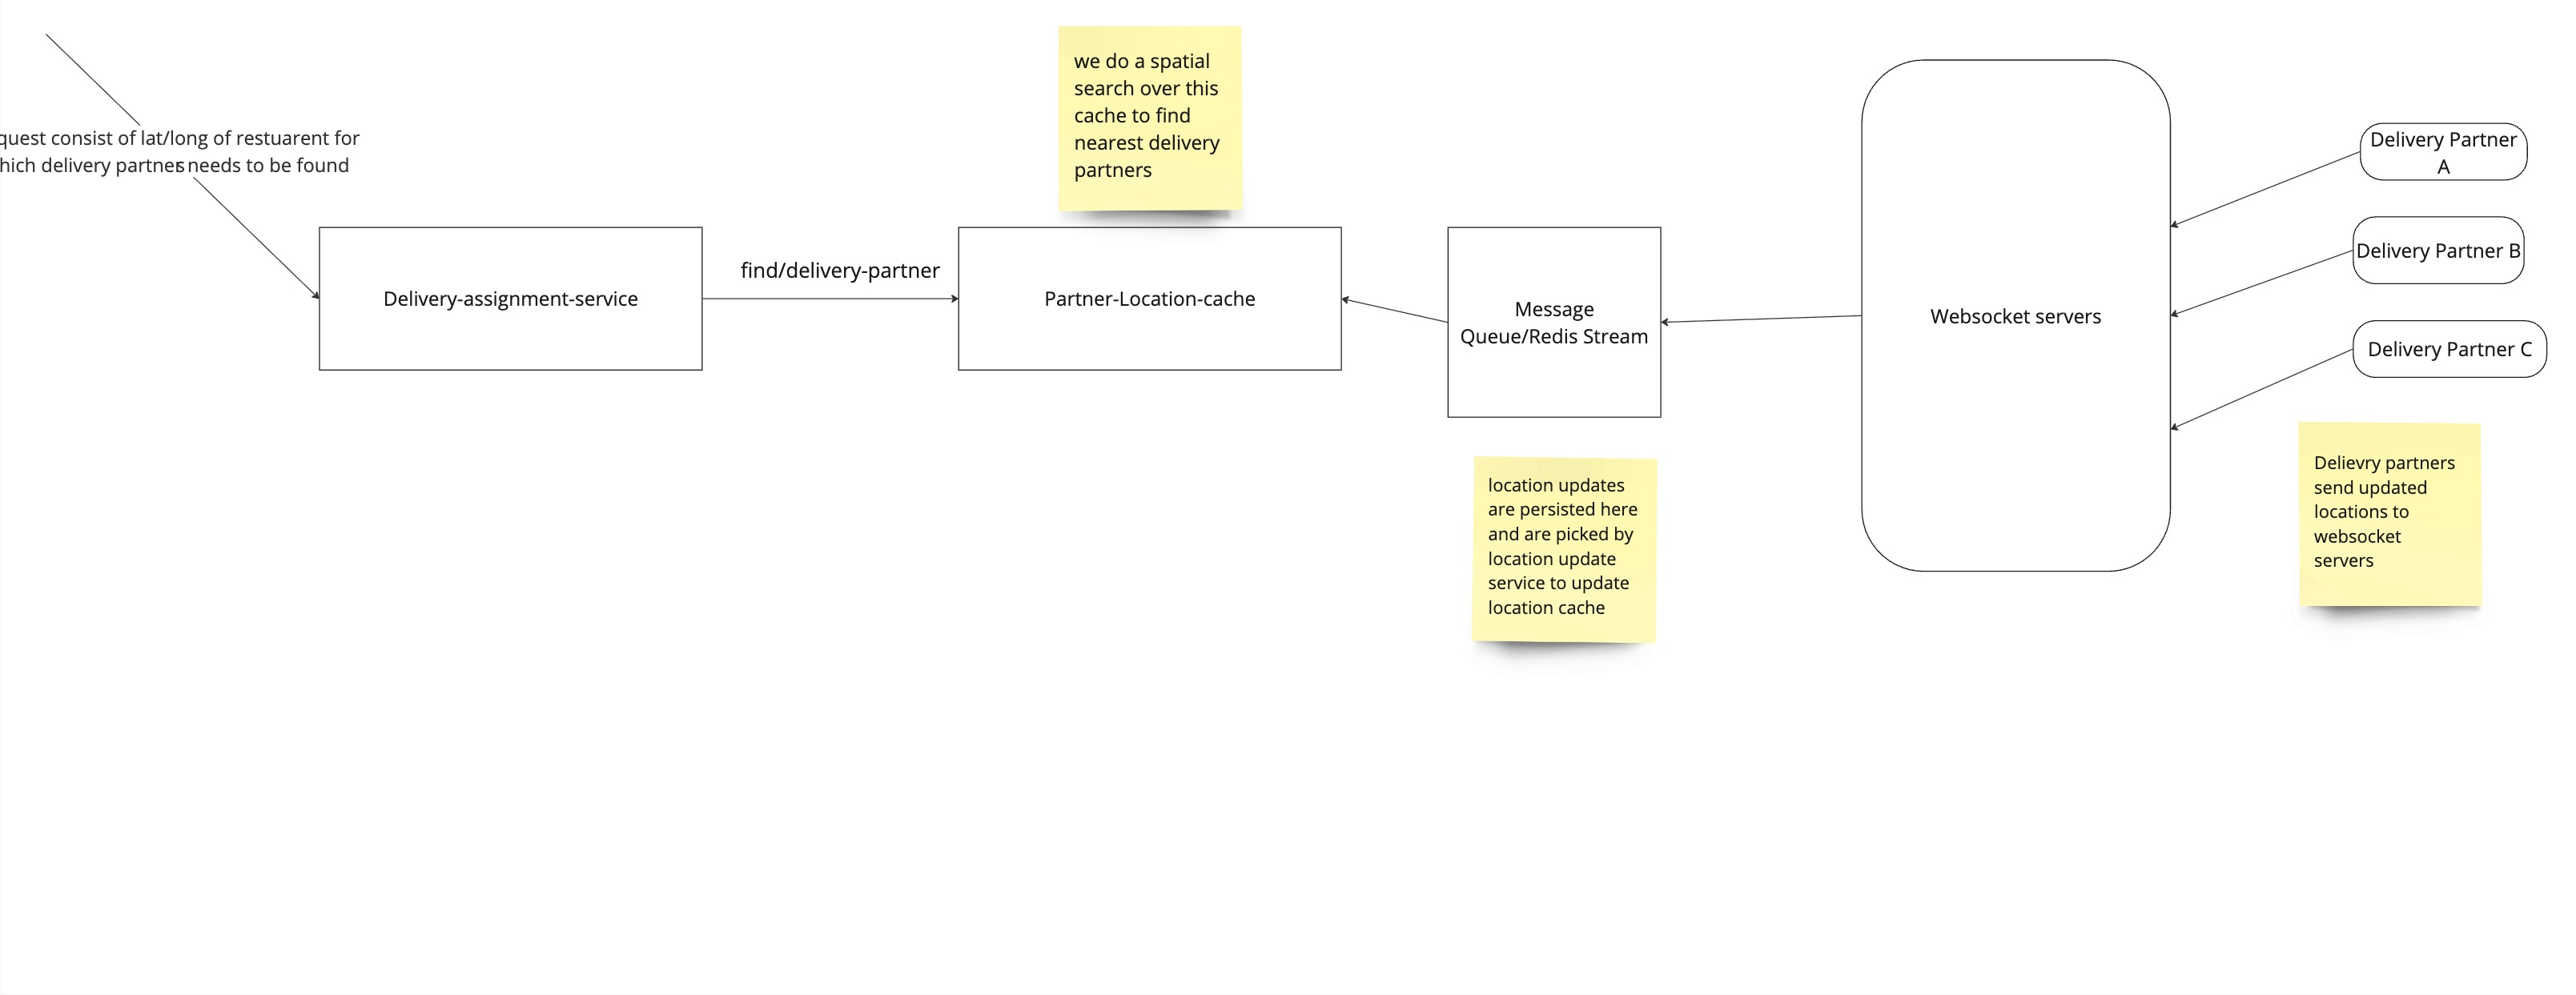 we do a spatial
search over this
cache to find
nearest delivery
partners
quest consist of lat/long of restuarent for
hich delivery partners needs to be found
Delivery Partner
A
Delivery Partner B
Delivery-assignment-service
find/delivery-partner
Partner-Location-cache
Message
Queue/Redis Stream
Websocket servers
Delivery Partner C
location updates
are persisted here
and are picked by
location update
service to update
location cache
Delievry partners
send updated
locations to
websocket
servers